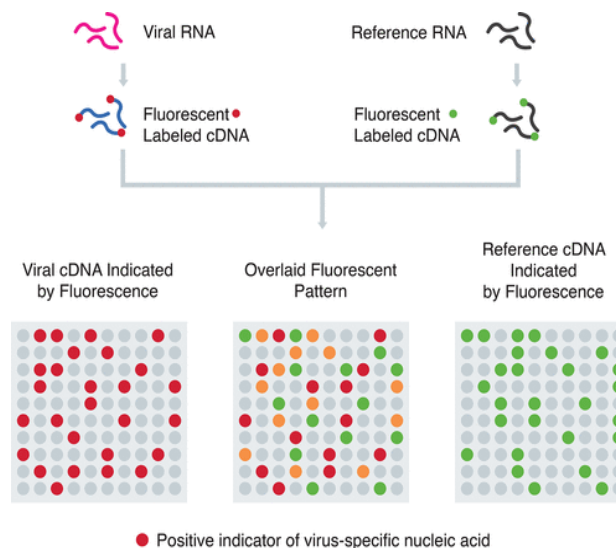 Viral RNA
Reference RNA
Fluorescent
Labeled cDNA
Fluorescent
Labeled cDNA
Viral cDNA Indicated
by Fluorescence
Overlaid Fluorescent
Pattern
Reference cDNA
Indicated
by Fluorescence
Positive indicator of virus-specific nucleic acid